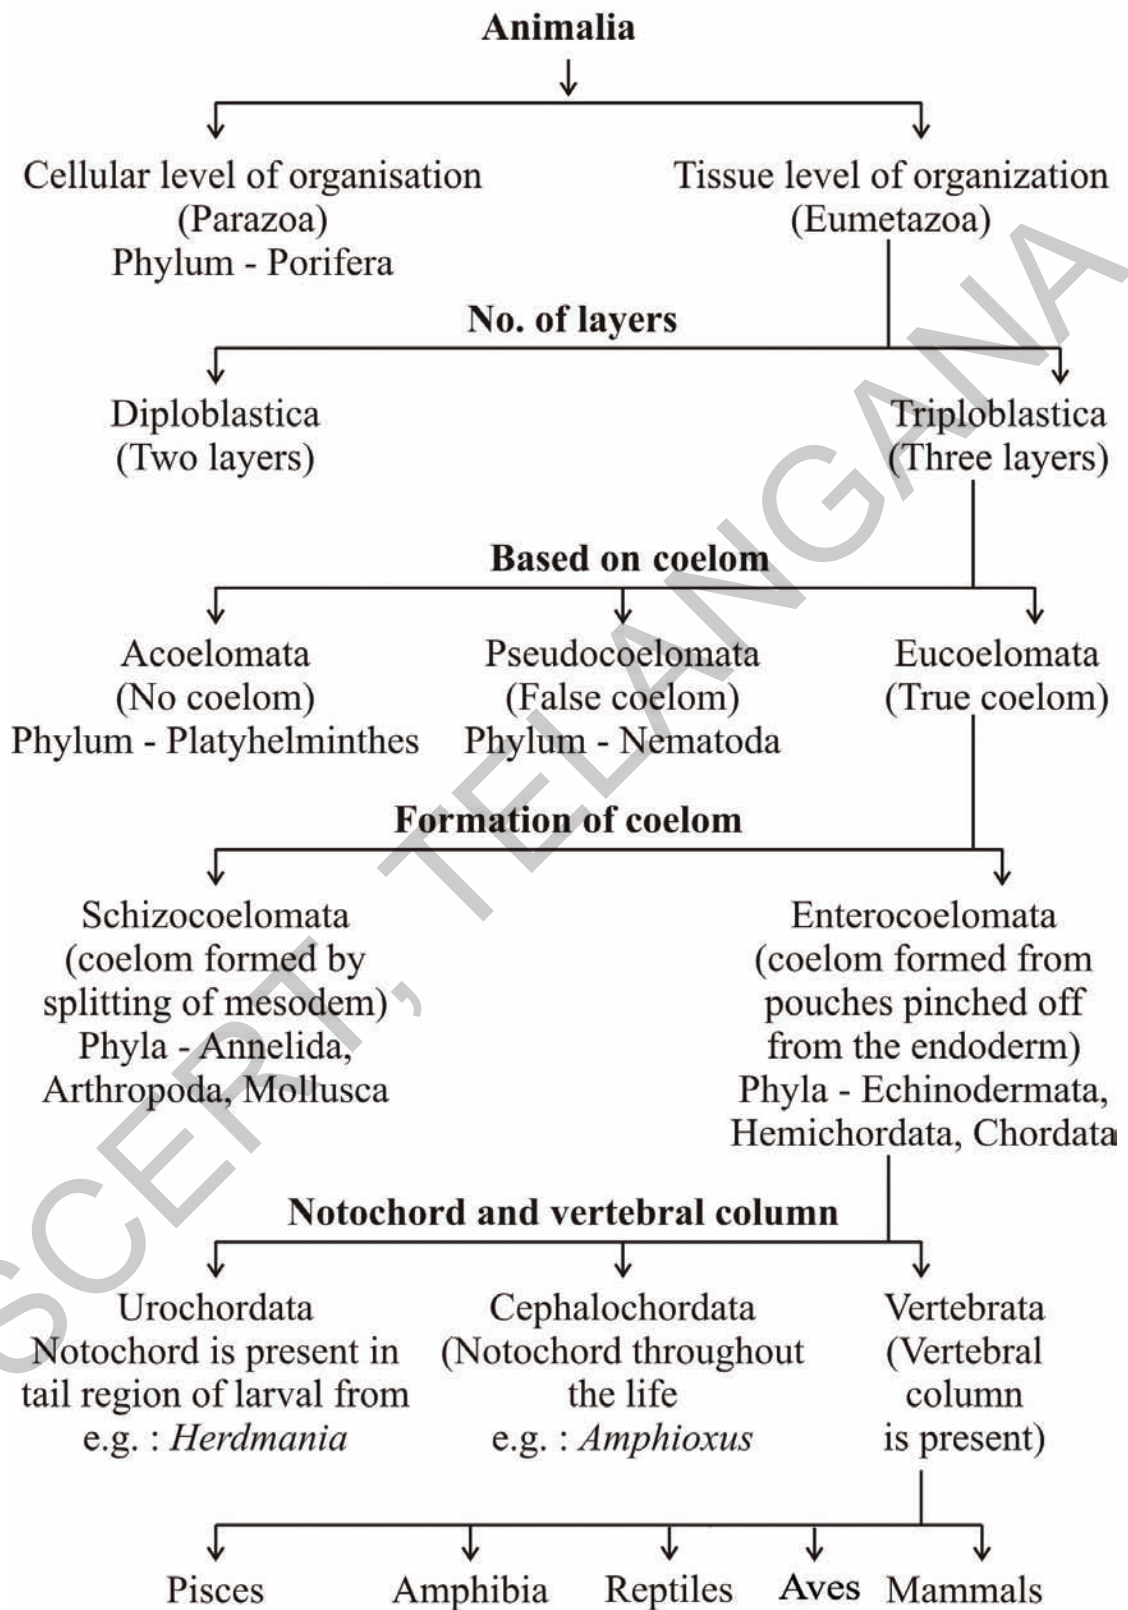 Animalia
Cellular level of organisation
(Parazoa)
Phylum - Porifera
Tissue level of organization
(Eumetazoa)
No. of layers
Diploblastica
(Two layers)
Triploblastica
(Three layers)
Based on coelom
Acoelomata
(No coelom)
Phylum - Platyhelminthes
Pseudocoelomata
(False coelom)
Phylum - Nematoda
Eucoelomata
(True coelom)
Formation of coelom
Schizocoelomata
(coelom formed by
splitting of mesodem)
Phyla - Annelida,
Arthropoda, Mollusca
Enterocoelomata
(coelom formed from
pouches pinched off
from the endoderm)
Phyla - Echinodermata,
Hemichordata, Chordata
Notochord and vertebral column
Urochordata
Notochord is present in
tail region of larval from
e.g. : Herdmania
Cephalochordata
(Notochord throughout
the life
e.g. : Amphioxus
Vertebrata
(Vertebral
column
is present)
Pisces
Amphibia
Reptiles
Aves
Mammals
SCERT, TELANGANA